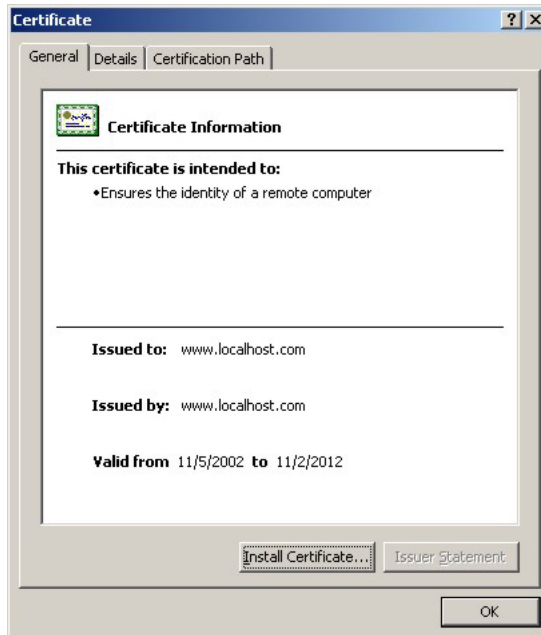 Certificate
General Details Certification Path
Certificate Information
This certificate is intended to:
•Ensures the identity of a remote computer
Issued to: www.localhost.com
Issued by: www.localhost.com
Valid from 11/5/2002 to 11/2/2012
Install Certificate... Issuer Statement
OK